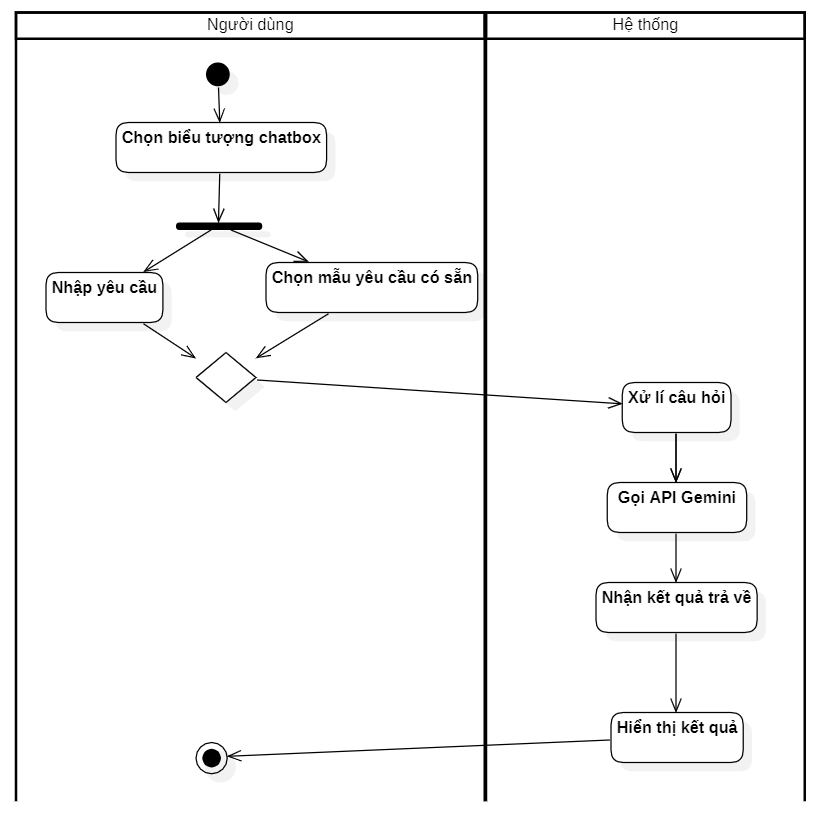 Người dùng
Hệ thống
Chọn biểu tượng chatbox
Nhập yêu cầu
Chọn mẫu yêu cầu có sẵn
Xử lí câu hỏi
Gọi API Gemini
Nhận kết quả trả về
Hiển thị kết quả